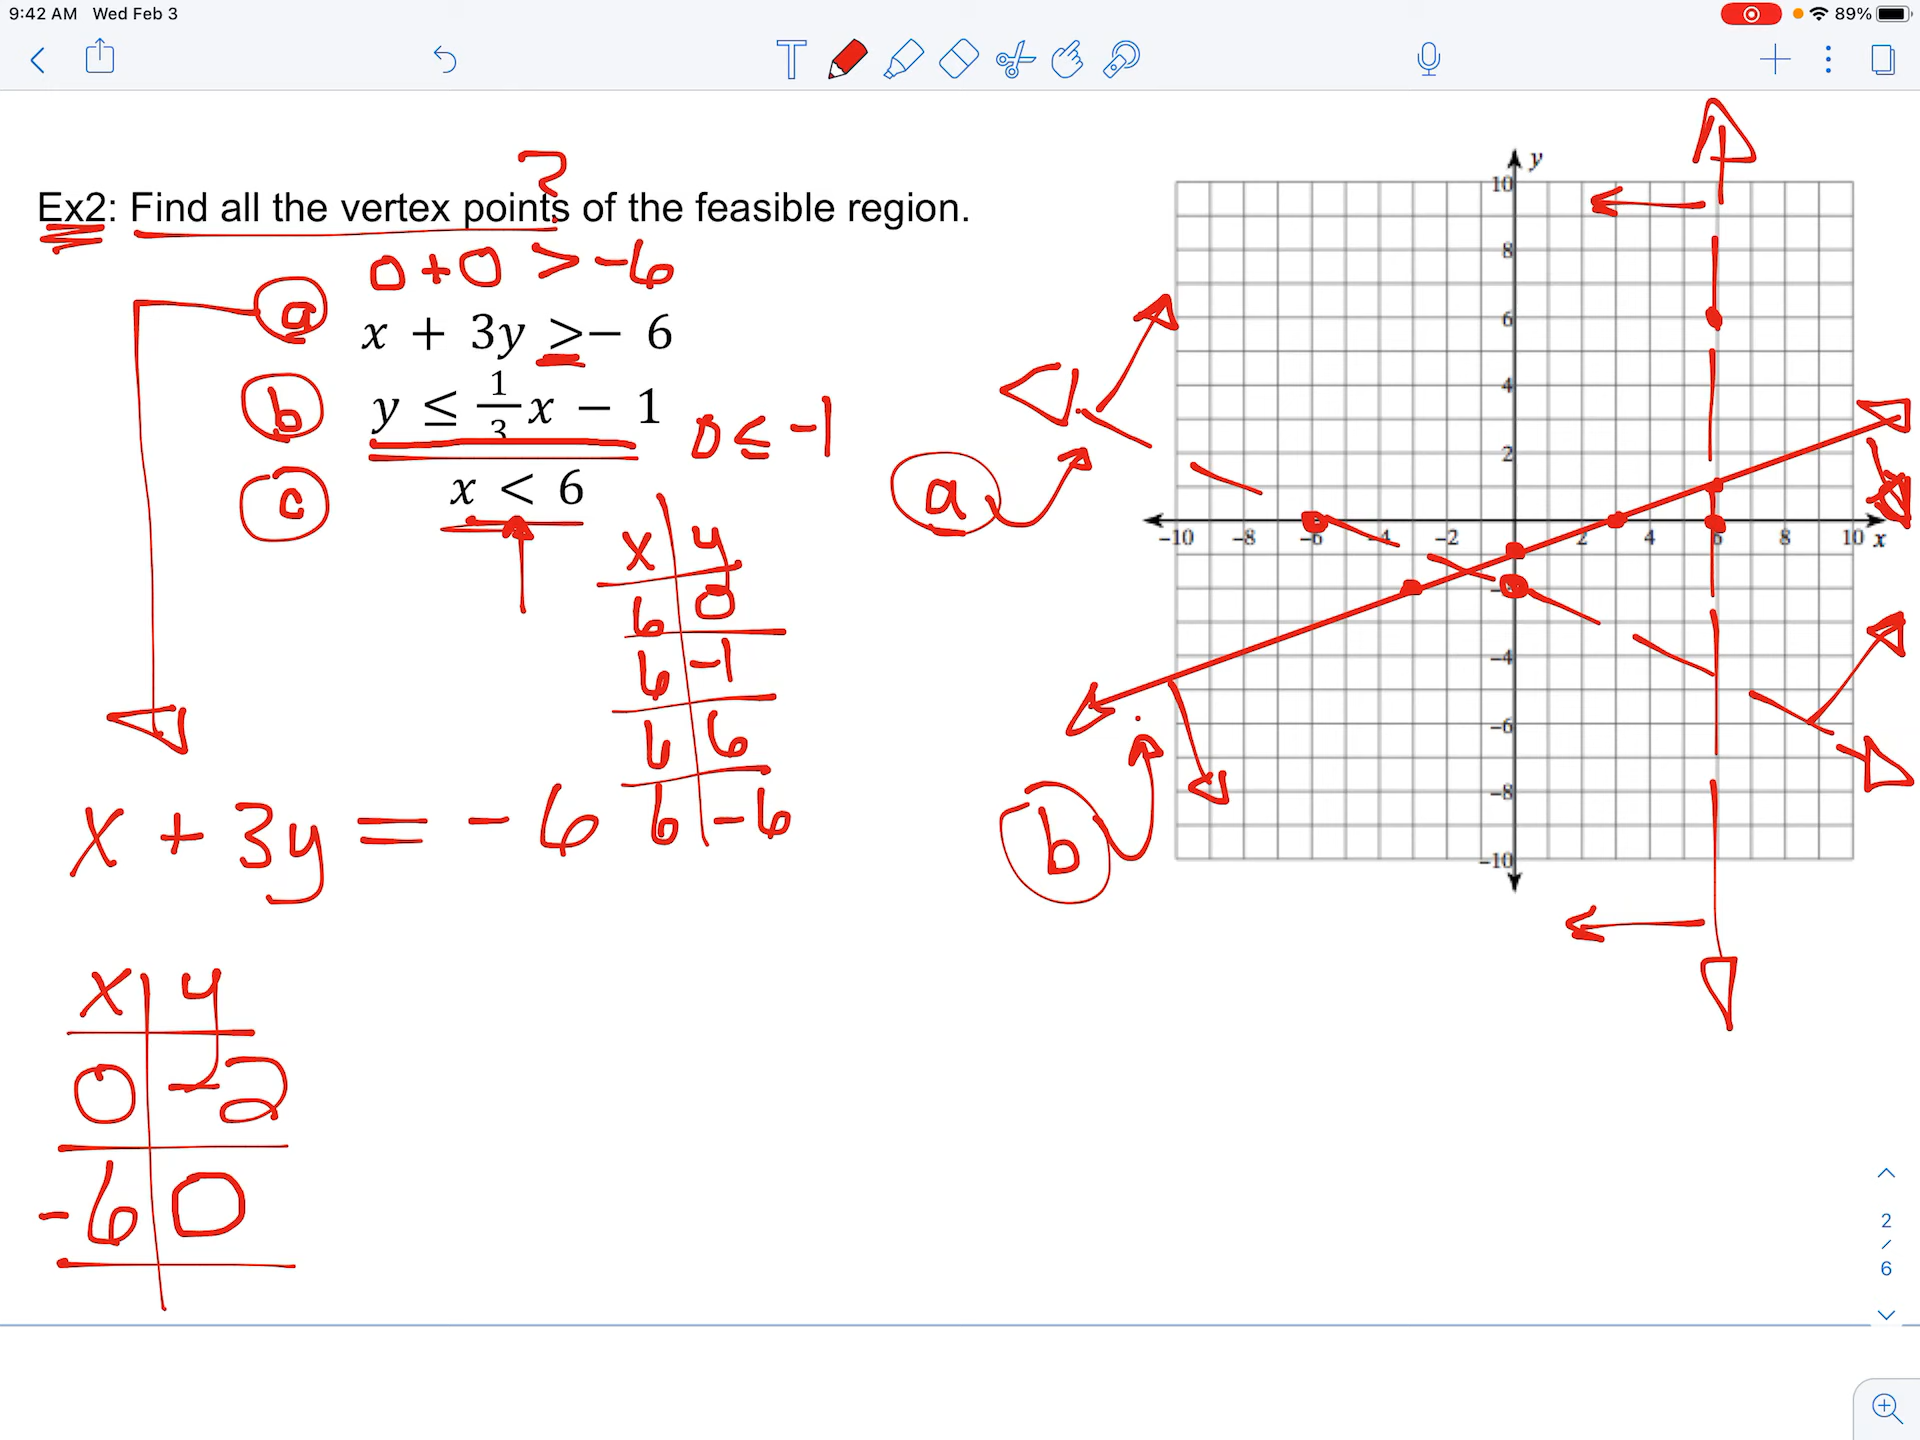 9:42 AM Wed Feb 3
89%
T
?
Ex2: Find all the vertex points of the feasible region.
0 + 0 > -6
a x + 3y > - 6
b y ≤ 1/3 x - 1
0 ≤ -1
c x < 6
x y
6 0
6 -1
6 6
6 -6
x + 3y = - 6
x y
0 -2
-6 0
a
b
y
10
8
6
4
2
-10 -8 -6 -4 -2 2 4 6 8 10 x
-4
-6
-8
-10
2
/
6